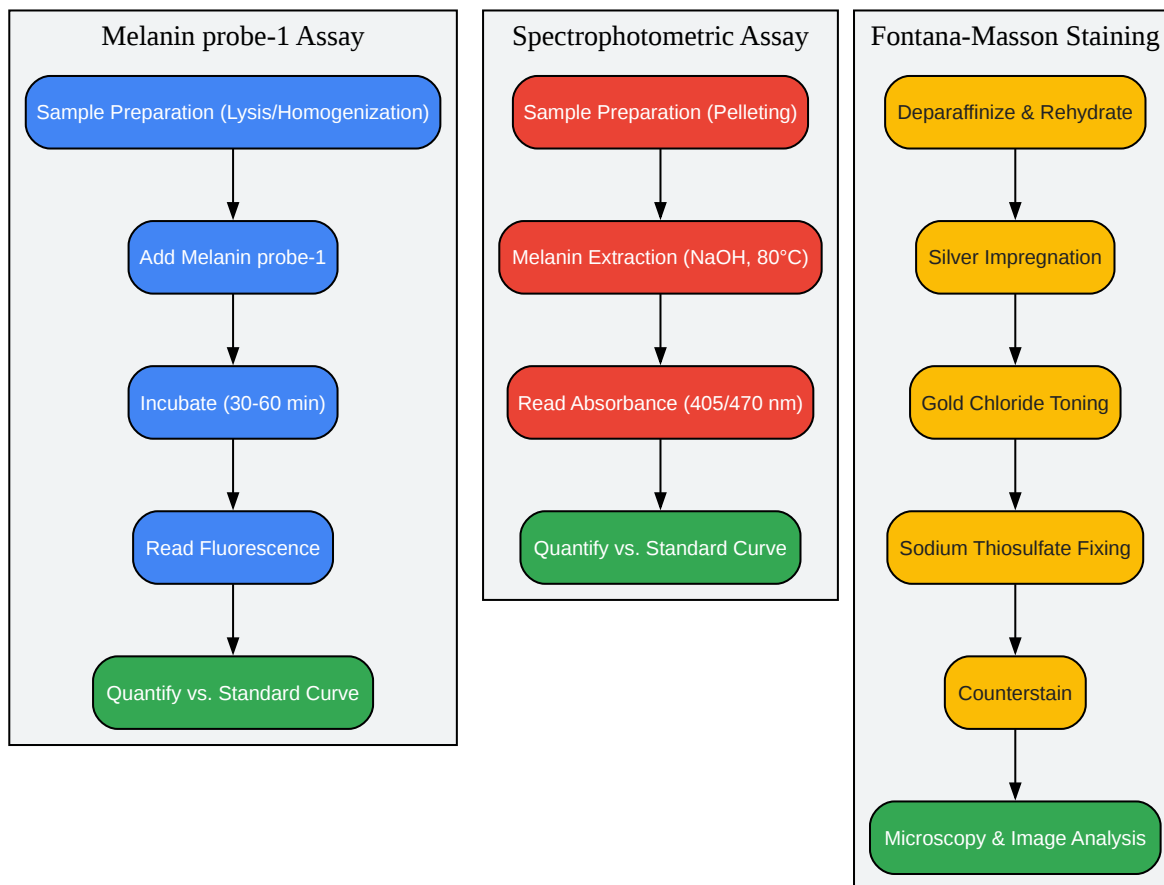 Melanin probe-1 Assay
Sample Preparation (Lysis/Homogenization)
Add Melanin probe-1
Incubate (30-60 min)
Read Fluorescence
Quantify vs. Standard Curve
Spectrophotometric Assay
Sample Preparation (Pelleting)
Melanin Extraction (NaOH, 80°C)
Read Absorbance (405/470 nm)
Quantify vs. Standard Curve
Fontana-Masson Staining
Deparaffinize & Rehydrate
Silver Impregnation
Gold Chloride Toning
Sodium Thiosulfate Fixing
Counterstain
Microscopy & Image Analysis